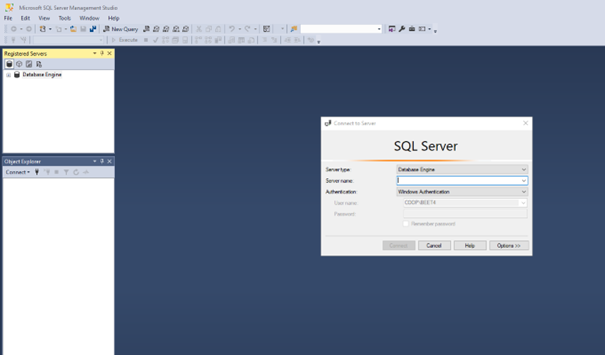 Microsoft SQL Server Management Studio
File Edit View Tools Window Help
New Query
Execute
Registered Servers
Database Engine
Object Explorer
Connect
Connect to Server
SQL Server
Server type: Database Engine
Server name:
Authentication: Windows Authentication
User name:
Password:
Remember password
Connect Cancel Help Options >>